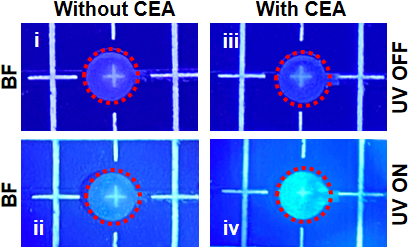 Without CEA
With CEA
BF
i
iii
UV OFF
BF
ii
iv
UV ON